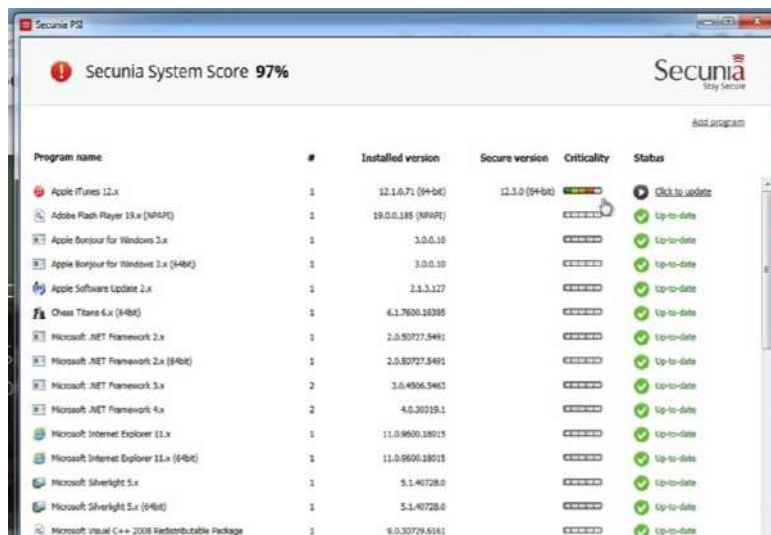 Secunia PSI
Secunia System Score 97%
Secunia
Stay Secure
Add program
Program name # Installed version Secure version Criticality Status
Apple iTunes 12.x 1 12.1.0.71 (64-bit) 12.3.0 (64-bit) Click to update
Adobe Flash Player 19.x (NPAPI) 1 19.0.0.185 (NPAPI) Up-to-date
Apple Bonjour for Windows 3.x 1 3.0.0.10 Up-to-date
Apple Bonjour for Windows 3.x (64bit) 1 3.0.0.10 Up-to-date
Apple Software Update 2.x 1 2.1.3.127 Up-to-date
Chess Titans 6.x (64bit) 1 6.1.7600.16385 Up-to-date
Microsoft .NET Framework 2.x 1 2.0.50727.5491 Up-to-date
Microsoft .NET Framework 2.x (64bit) 1 2.0.50727.5491 Up-to-date
Microsoft .NET Framework 3.x 2 3.0.4506.5463 Up-to-date
Microsoft .NET Framework 4.x 2 4.0.30319.1 Up-to-date
Microsoft Internet Explorer 11.x 1 11.0.9600.18015 Up-to-date
Microsoft Internet Explorer 11.x (64bit) 1 11.0.9600.18015 Up-to-date
Microsoft Silverlight 5.x 1 5.1.40728.0 Up-to-date
Microsoft Silverlight 5.x (64bit) 1 5.1.40728.0 Up-to-date
Microsoft Visual C++ 2008 Redistributable Package 1 9.0.30729.6161 Up-to-date